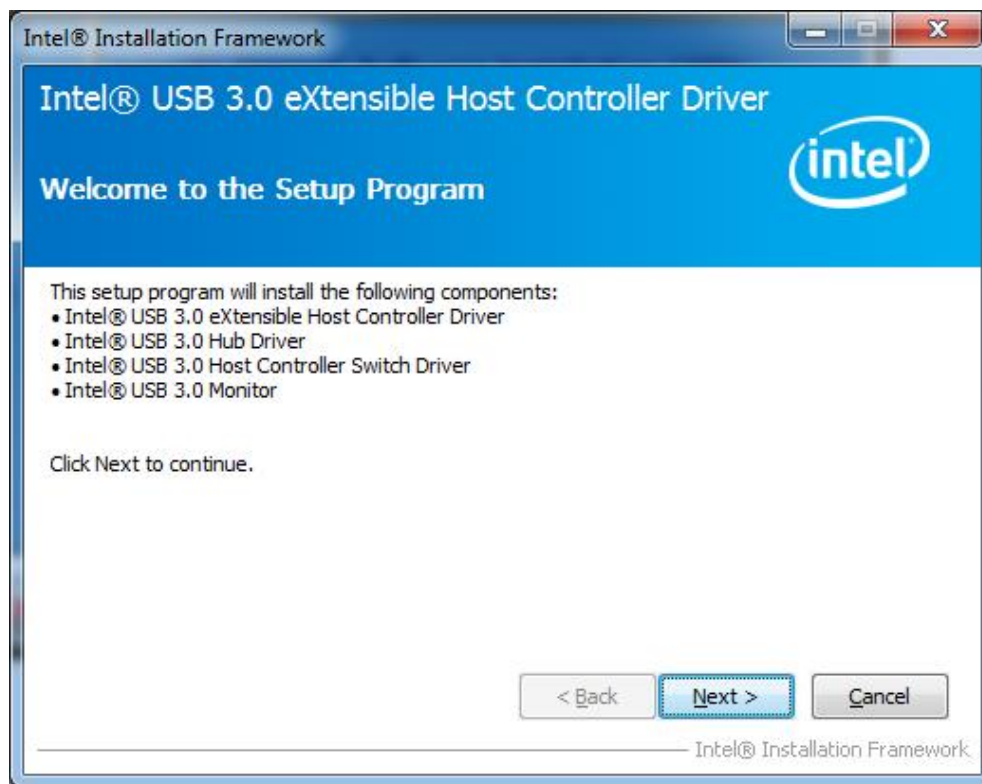 Intel® Installation Framework
Intel® USB 3.0 eXtensible Host Controller Driver
intel
Welcome to the Setup Program
This setup program will install the following components:
• Intel® USB 3.0 eXtensible Host Controller Driver
• Intel® USB 3.0 Hub Driver
• Intel® USB 3.0 Host Controller Switch Driver
• Intel® USB 3.0 Monitor
Click Next to continue.
< Back Next > Cancel
Intel® Installation Framework